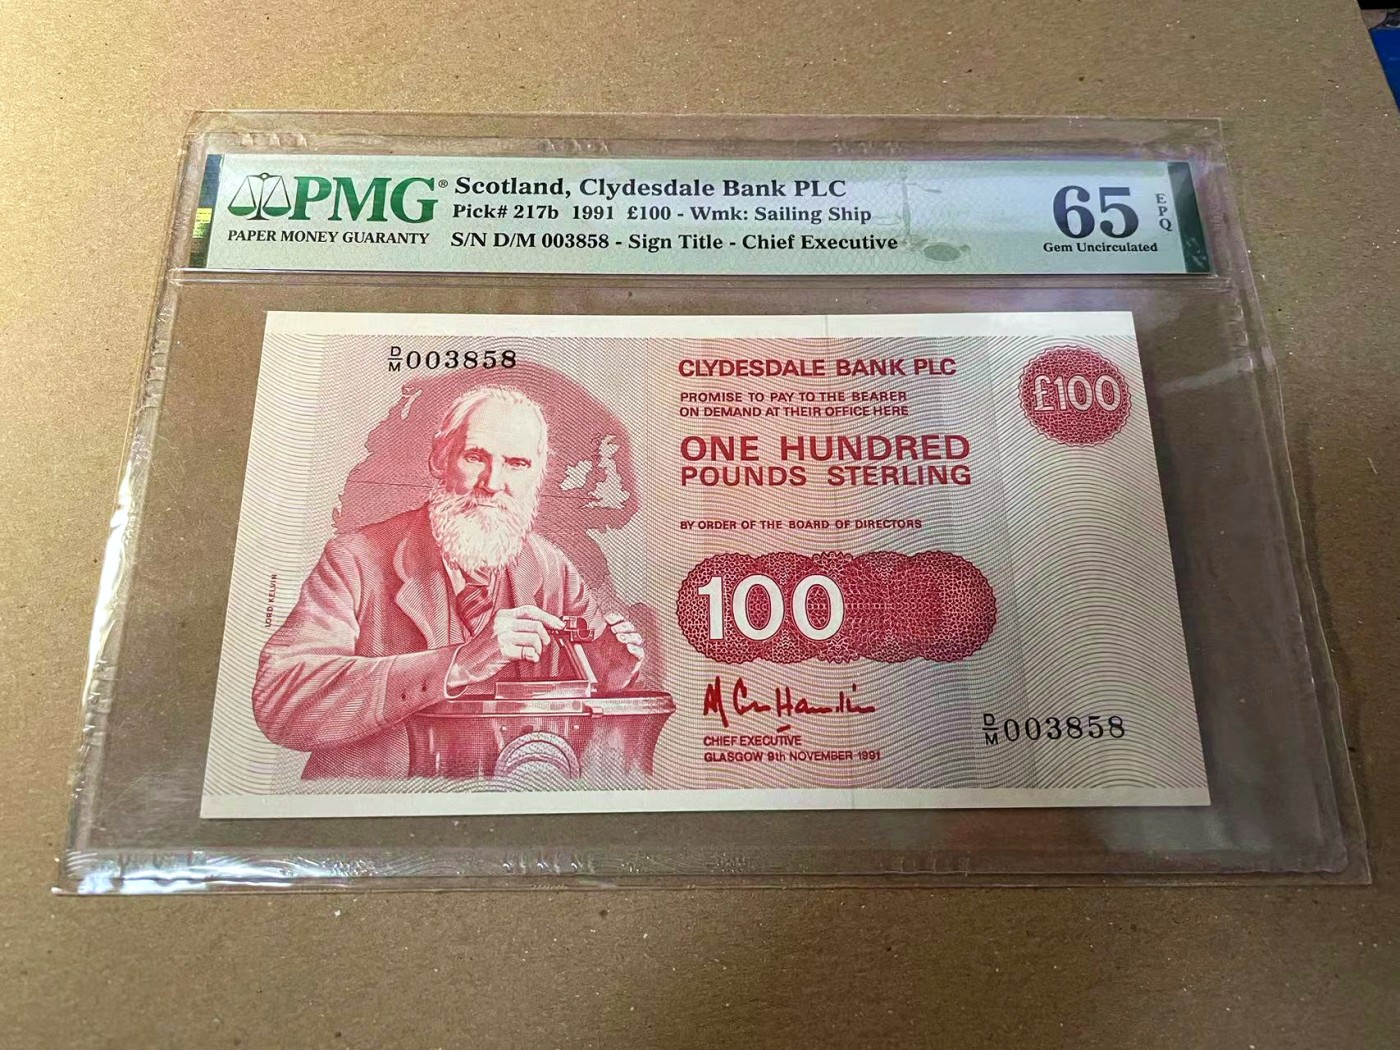 PMG®
PAPER MONEY GUARANTY
Scotland, Clydesdale Bank PLC
Pick# 217b 1991 £100 - Wmk: Sailing Ship
S/N D/M 003858 - Sign Title - Chief Executive
65
EPQ
Gem Uncirculated
D/M 003858
CLYDESDALE BANK PLC
PROMISE TO PAY TO THE BEARER
ON DEMAND AT THEIR OFFICE HERE
£100
ONE HUNDRED
POUNDS STERLING
BY ORDER OF THE BOARD OF DIRECTORS
LORD KELVIN
100
CHIEF EXECUTIVE
GLASGOW 9th NOVEMBER 1991
D/M 003858